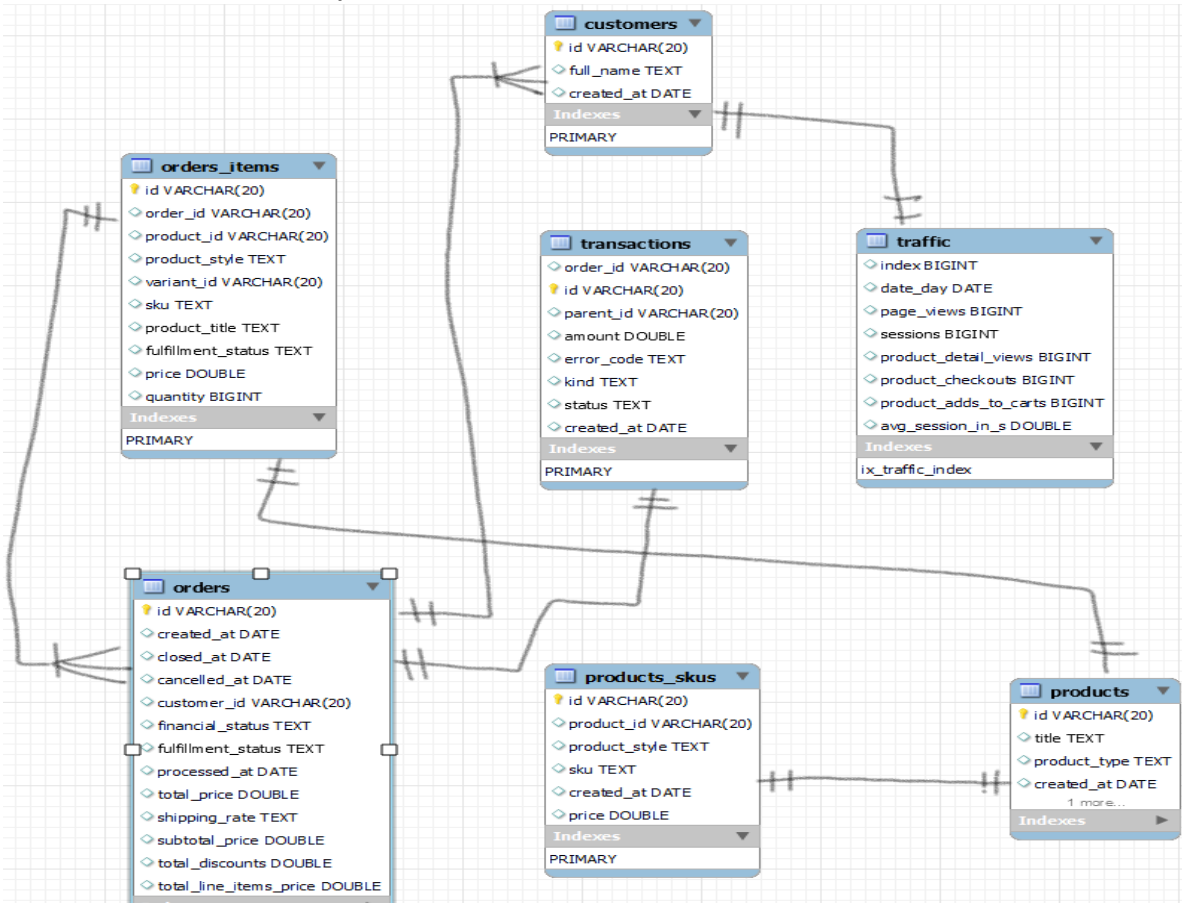 customers
id VARCHAR(20)
full_name TEXT
created_at DATE
Indexes
PRIMARY
orders_items
id VARCHAR(20)
order_id VARCHAR(20)
product_id VARCHAR(20)
product_style TEXT
variant_id VARCHAR(20)
sku TEXT
product_title TEXT
fulfillment_status TEXT
price DOUBLE
quantity BIGINT
Indexes
PRIMARY
transactions
order_id VARCHAR(20)
id VARCHAR(20)
parent_id VARCHAR(20)
amount DOUBLE
error_code TEXT
kind TEXT
status TEXT
created_at DATE
Indexes
PRIMARY
traffic
index BIGINT
date_day DATE
page_views BIGINT
sessions BIGINT
product_detail_views BIGINT
product_checkouts BIGINT
product_adds_to_carts BIGINT
avg_session_in_s DOUBLE
Indexes
ix_traffic_index
orders
id VARCHAR(20)
created_at DATE
closed_at DATE
cancelled_at DATE
customer_id VARCHAR(20)
financial_status TEXT
fulfillment_status TEXT
processed_at DATE
total_price DOUBLE
shipping_rate TEXT
subtotal_price DOUBLE
total_discounts DOUBLE
total_line_items_price DOUBLE
products_skus
id VARCHAR(20)
product_id VARCHAR(20)
product_style TEXT
sku TEXT
created_at DATE
price DOUBLE
Indexes
PRIMARY
products
id VARCHAR(20)
title TEXT
product_type TEXT
created_at DATE
1 more...
Indexes